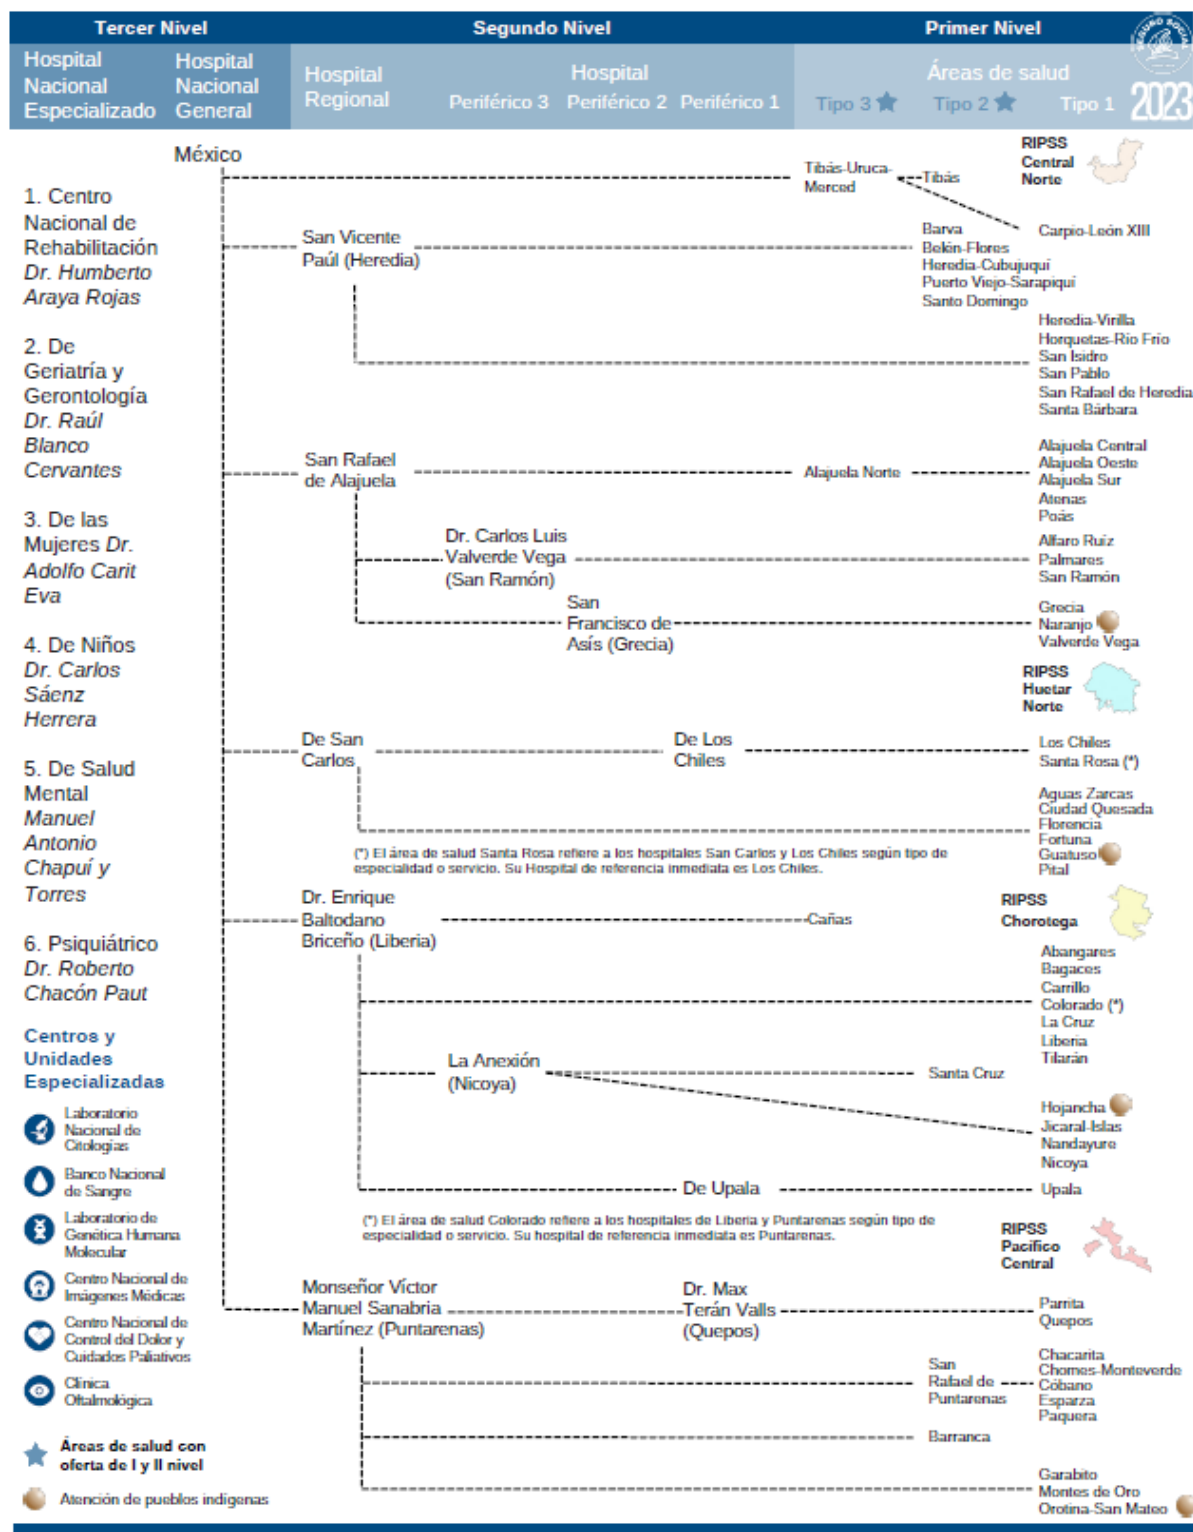 Tercer Nivel
Segundo Nivel
Primer Nivel
SEGURO SOCIAL
Hospital
Nacional
Especializado
Hospital
Nacional
General
Hospital
Regional
Hospital
Periférico 3 Periférico 2 Periférico 1
Áreas de salud
Tipo 3 Tipo 2 Tipo 1
2023
México
1. Centro
Nacional de
Rehabilitación
Dr. Humberto
Araya Rojas
2. De
Geriatría y
Gerontología
Dr. Raúl
Blanco
Cervantes
3. De las
Mujeres Dr.
Adolfo Carit
Eva
4. De Niños
Dr. Carlos
Sáenz
Herrera
5. De Salud
Mental
Manuel
Antonio
Chapuí y
Torres
6. Psiquiátrico
Dr. Roberto
Chacón Paut
Centros y
Unidades
Especializadas
Laboratorio
Nacional de
Citologías
Banco Nacional
de Sangre
Laboratorio de
Genética Humana
Molecular
Centro Nacional de
Imágenes Médicas
Centro Nacional de
Control del Dolor y
Cuidados Paliativos
Clínica
Oftalmológica
Áreas de salud con
oferta de I y II nivel
Atención de pueblos indígenas
RIPSS
Central
Norte
Tibás-Uruca-
Merced
Tibás
Carpio-León XIII
San Vicente
Paúl (Heredia)
Barva
Belén-Flores
Heredia-Cubujuquí
Puerto Viejo-Sarapiquí
Santo Domingo
Heredia-Virilla
Horquetas-Río Frío
San Isidro
San Pablo
San Rafael de Heredia
Santa Bárbara
San Rafael
de Alajuela
Alajuela Norte
Alajuela Central
Alajuela Oeste
Alajuela Sur
Atenas
Poás
Dr. Carlos Luis
Valverde Vega
(San Ramón)
Alfaro Ruíz
Palmares
San Ramón
San
Francisco de
Asís (Grecia)
Grecia
Naranjo
Valverde Vega
RIPSS
Huetar
Norte
De San
Carlos
De Los
Chiles
Los Chiles
Santa Rosa (*)
Aguas Zarcas
Ciudad Quesada
Florencia
Fortuna
Guatuso
Pital
(*) El área de salud Santa Rosa refiere a los hospitales San Carlos y Los Chiles según tipo de
especialidad o servicio. Su Hospital de referencia inmediata es Los Chiles.
RIPSS
Chorotega
Dr. Enrique
Baltodano
Briceño (Liberia)
Cañas
Abangares
Bagaces
Carrillo
Colorado (*)
La Cruz
Liberia
Tilarán
La Anexión
(Nicoya)
Santa Cruz
Hojancha
Jicaral-Islas
Nandayure
Nicoya
De Upala
Upala
(*) El área de salud Colorado refiere a los hospitales de Liberia y Puntarenas según tipo de
especialidad o servicio. Su hospital de referencia inmediata es Puntarenas.
RIPSS
Pacífico
Central
Monseñor Víctor
Manuel Sanabria
Martínez (Puntarenas)
Dr. Max
Terán Valls
(Quepos)
Parrita
Quepos
San
Rafael de
Puntarenas
Chacarita
Chomes-Monteverde
Cóbano
Esparza
Paquera
Barranca
Garabito
Montes de Oro
Orotina-San Mateo